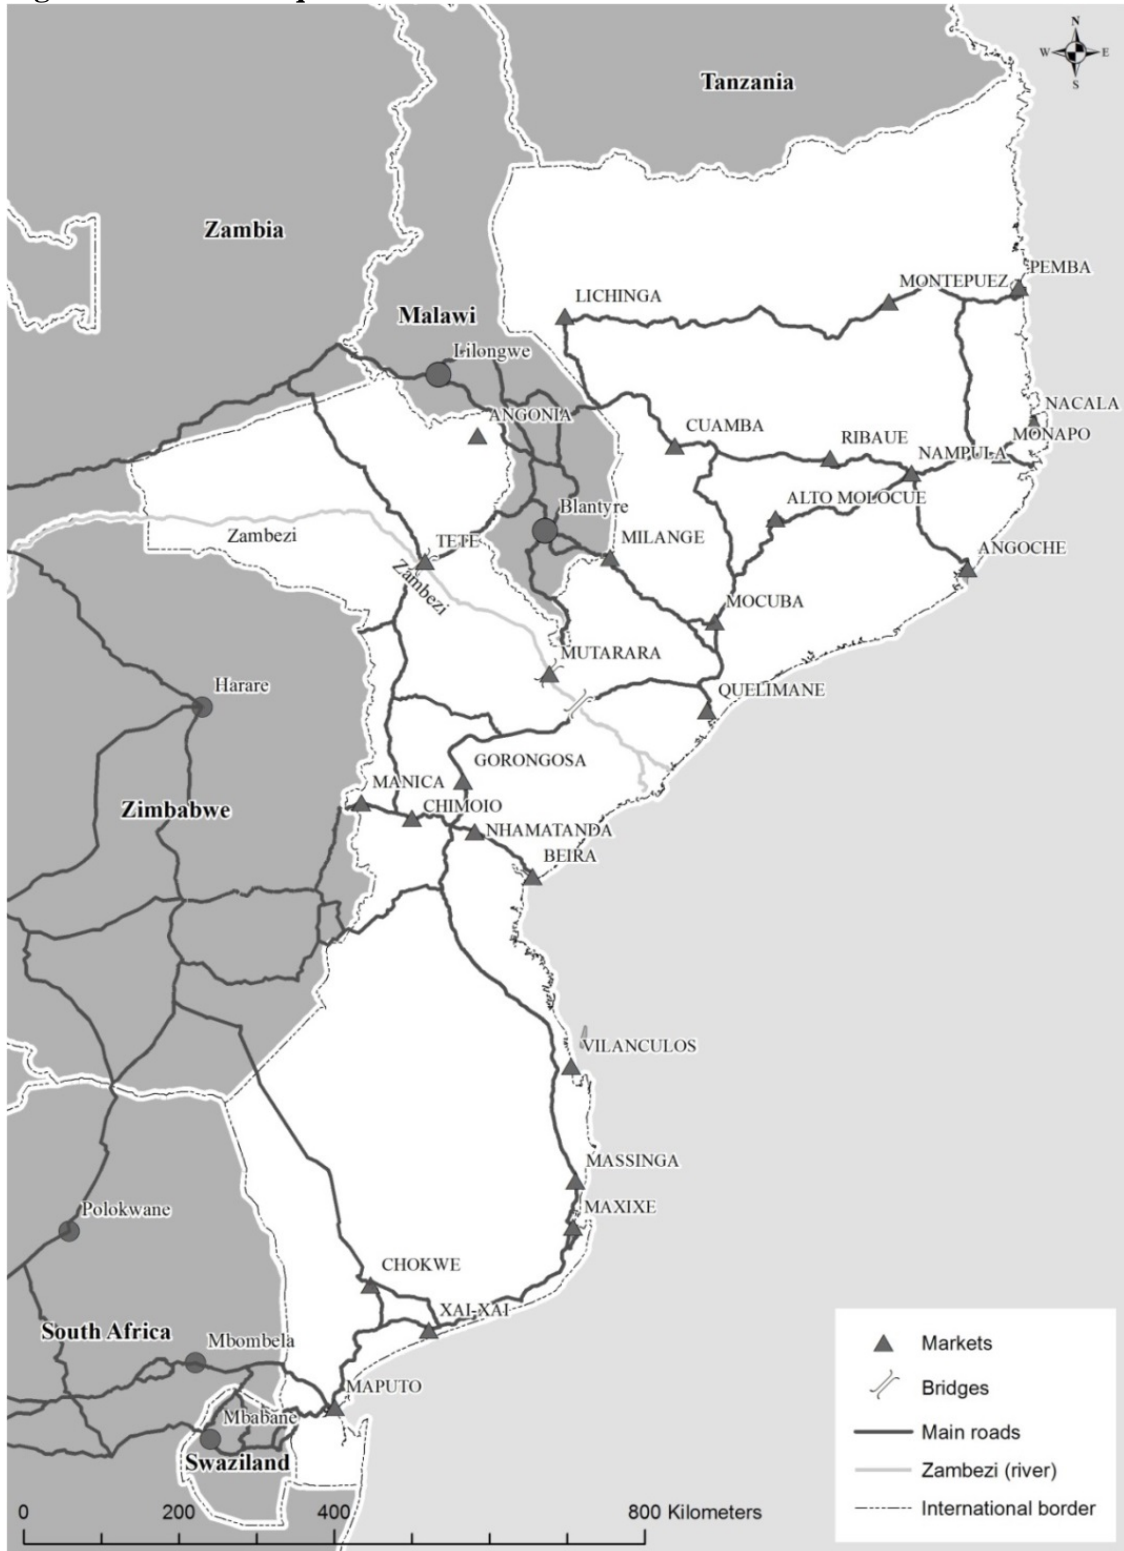 N
W E
S
Tanzania
Zambia
PEMBA
MONTEPUEZ
LICHINGA
Malawi
Lilongwe
NACALA
ANGONIA
CUAMBA
MONAPO
RIBAUE
NAMPULA
ALTO MOLOCUE
Blantyre
Zambezi
TETE
MILANGE
ANGOCHE
Zambezi
MOCUBA
MUTARARA
Harare
QUELIMANE
GORONGOSA
MANICA
Zimbabwe
CHIMOIO
NHAMATANDA
BEIRA
VILANCULOS
MASSINGA
MAXIXE
Polokwane
CHOKWE
XAI-XAI
South Africa
Mbombela
MAPUTO
Mbabane
Swaziland
Markets
Bridges
Main roads
Zambezi (river)
International border
0 200 400 800 Kilometers